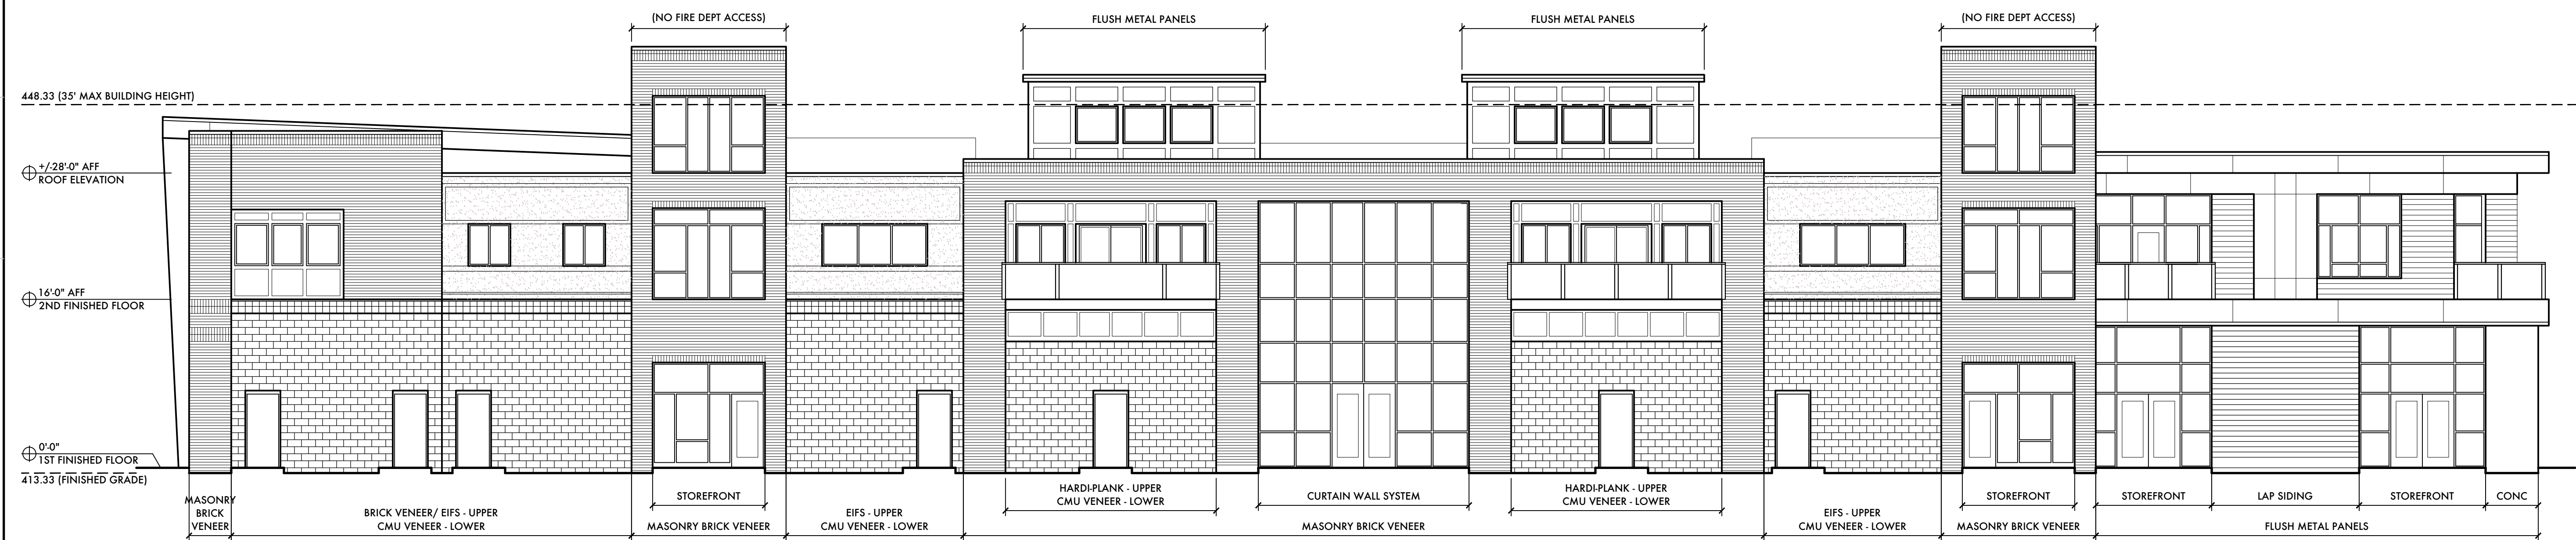 (NO FIRE DEPT ACCESS)
FLUSH METAL PANELS
FLUSH METAL PANELS
(NO FIRE DEPT ACCESS)
448.33 (35' MAX BUILDING HEIGHT)
+/-28'-0" AFF
ROOF ELEVATION
16'-0" AFF
2ND FINISHED FLOOR
0'-0"
1ST FINISHED FLOOR
413.33 (FINISHED GRADE)
MASONRY
BRICK
VENEER
BRICK VENEER/ EIFS - UPPER
CMU VENEER - LOWER
STOREFRONT
MASONRY BRICK VENEER
EIFS - UPPER
CMU VENEER - LOWER
HARDI-PLANK - UPPER
CMU VENEER - LOWER
CURTAIN WALL SYSTEM
MASONRY BRICK VENEER
HARDI-PLANK - UPPER
CMU VENEER - LOWER
EIFS - UPPER
CMU VENEER - LOWER
STOREFRONT
MASONRY BRICK VENEER
STOREFRONT
LAP SIDING
STOREFRONT
CONC
FLUSH METAL PANELS